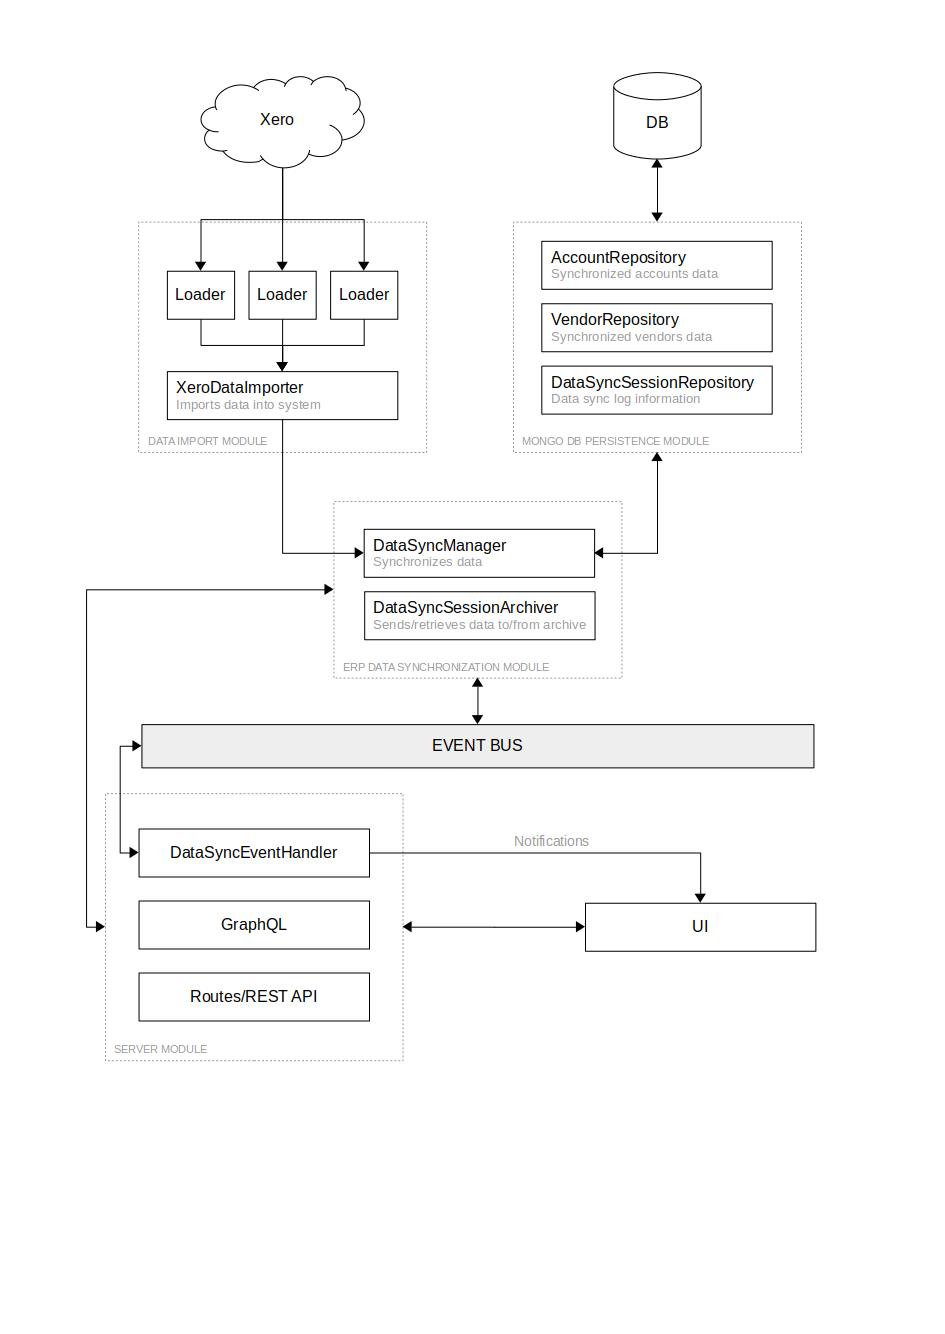 Xero
DB
Loader
Loader
Loader
XeroDataImporter
Imports data into system
DATA IMPORT MODULE
AccountRepository
Synchronized accounts data
VendorRepository
Synchronized vendors data
DataSyncSessionRepository
Data sync log information
MONGO DB PERSISTENCE MODULE
DataSyncManager
Synchronizes data
DataSyncSessionArchiver
Sends/retrieves data to/from archive
ERP DATA SYNCHRONIZATION MODULE
EVENT BUS
DataSyncEventHandler
Notifications
GraphQL
UI
Routes/REST API
SERVER MODULE